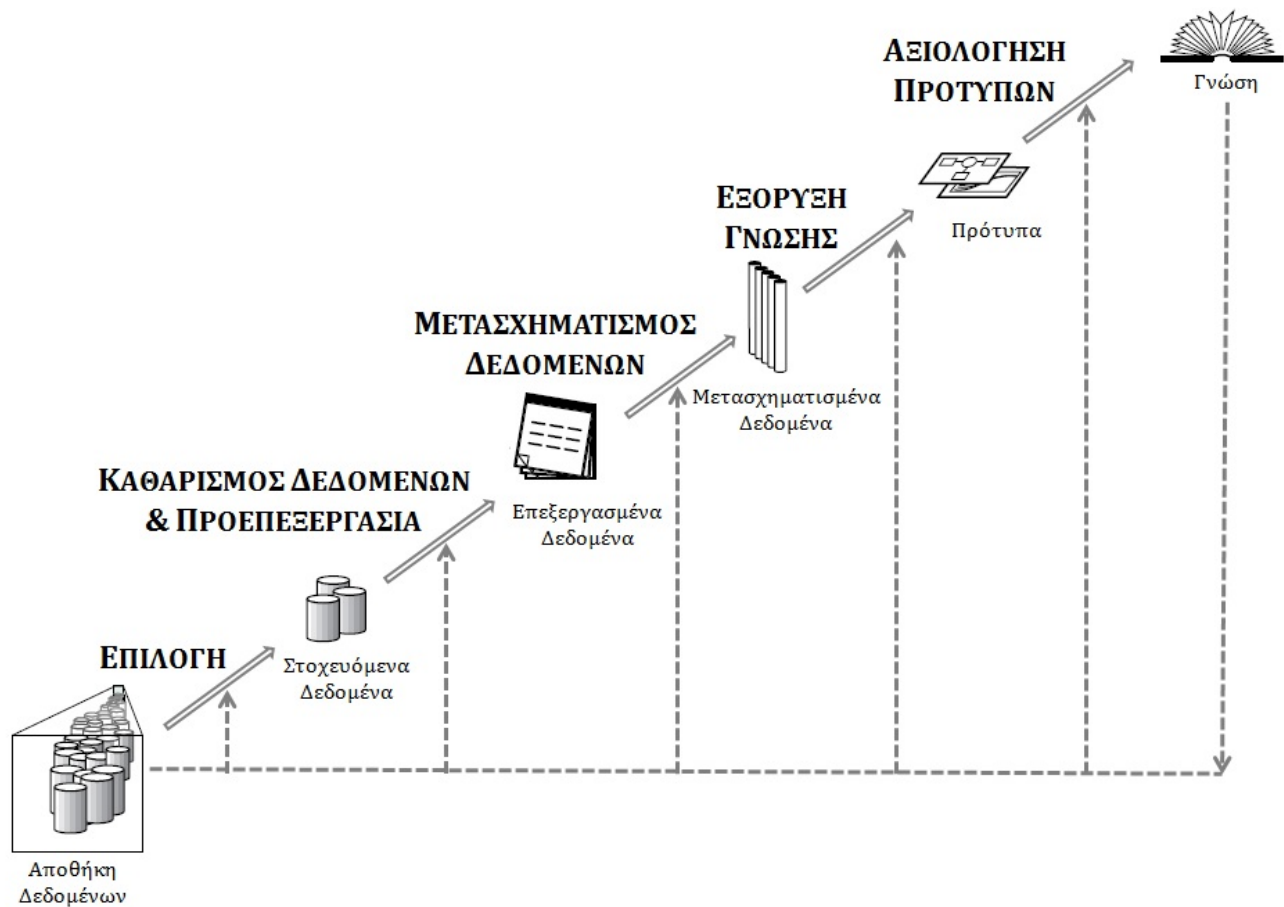 ΑΞΙΟΛΟΓΗΣΗ
ΠΡΟΤΥΠΩΝ
Γνώση
ΕΞΟΡΥΞΗ
ΓΝΩΣΗΣ
Πρότυπα
ΜΕΤΑΣΧΗΜΑΤΙΣΜΟΣ
ΔΕΔΟΜΕΝΩΝ
Μετασχηματισμένα
Δεδομένα
ΚΑΘΑΡΙΣΜΟΣ ΔΕΔΟΜΕΝΩΝ
& ΠΡΟΕΠΕΞΕΡΓΑΣΙΑ
Επεξεργασμένα
Δεδομένα
ΕΠΙΛΟΓΗ
Στοχευόμενα
Δεδομένα
Αποθήκη
Δεδομένων